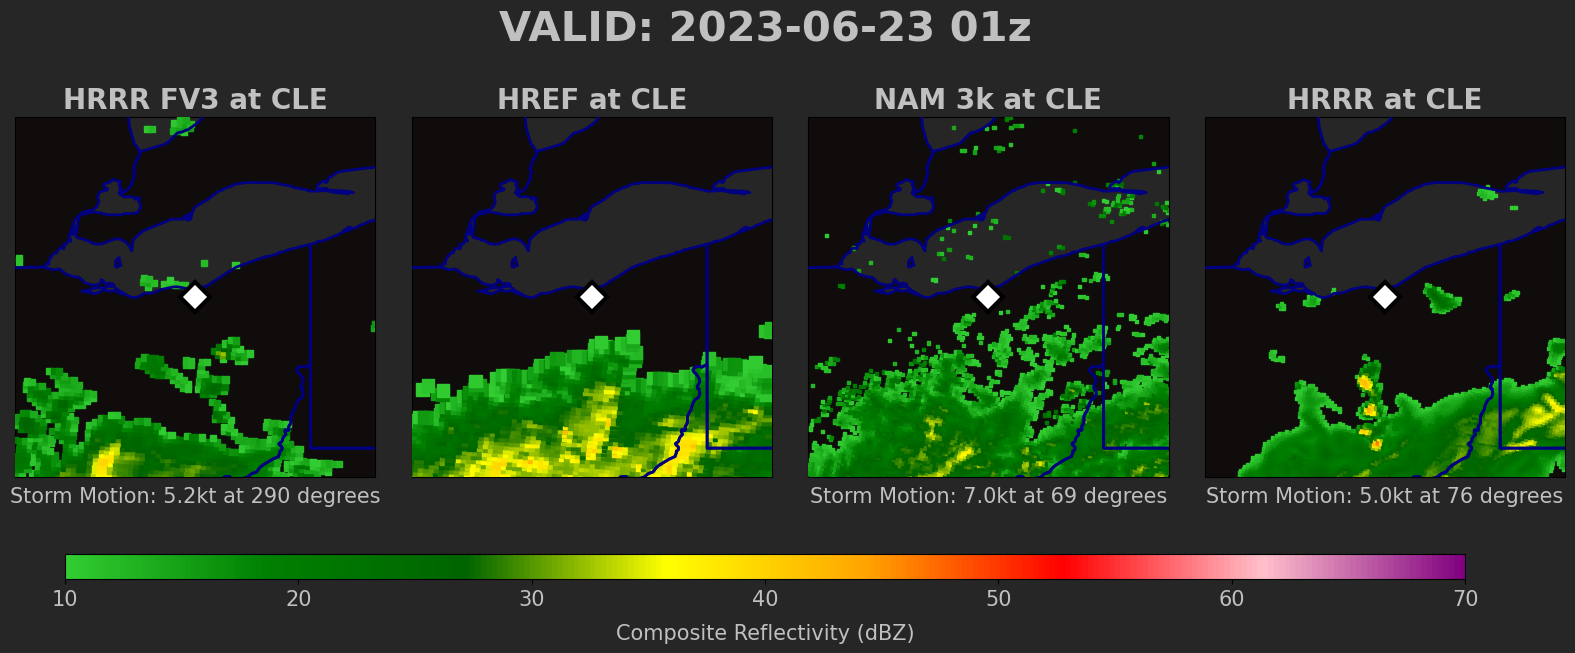 VALID: 2023-06-23 01z
HRRR FV3 at CLE
HREF at CLE
NAM 3k at CLE
HRRR at CLE
Storm Motion: 5.2kt at 290 degrees
Storm Motion: 7.0kt at 69 degrees
Storm Motion: 5.0kt at 76 degrees
10 20 30 40 50 60 70
Composite Reflectivity (dBZ)